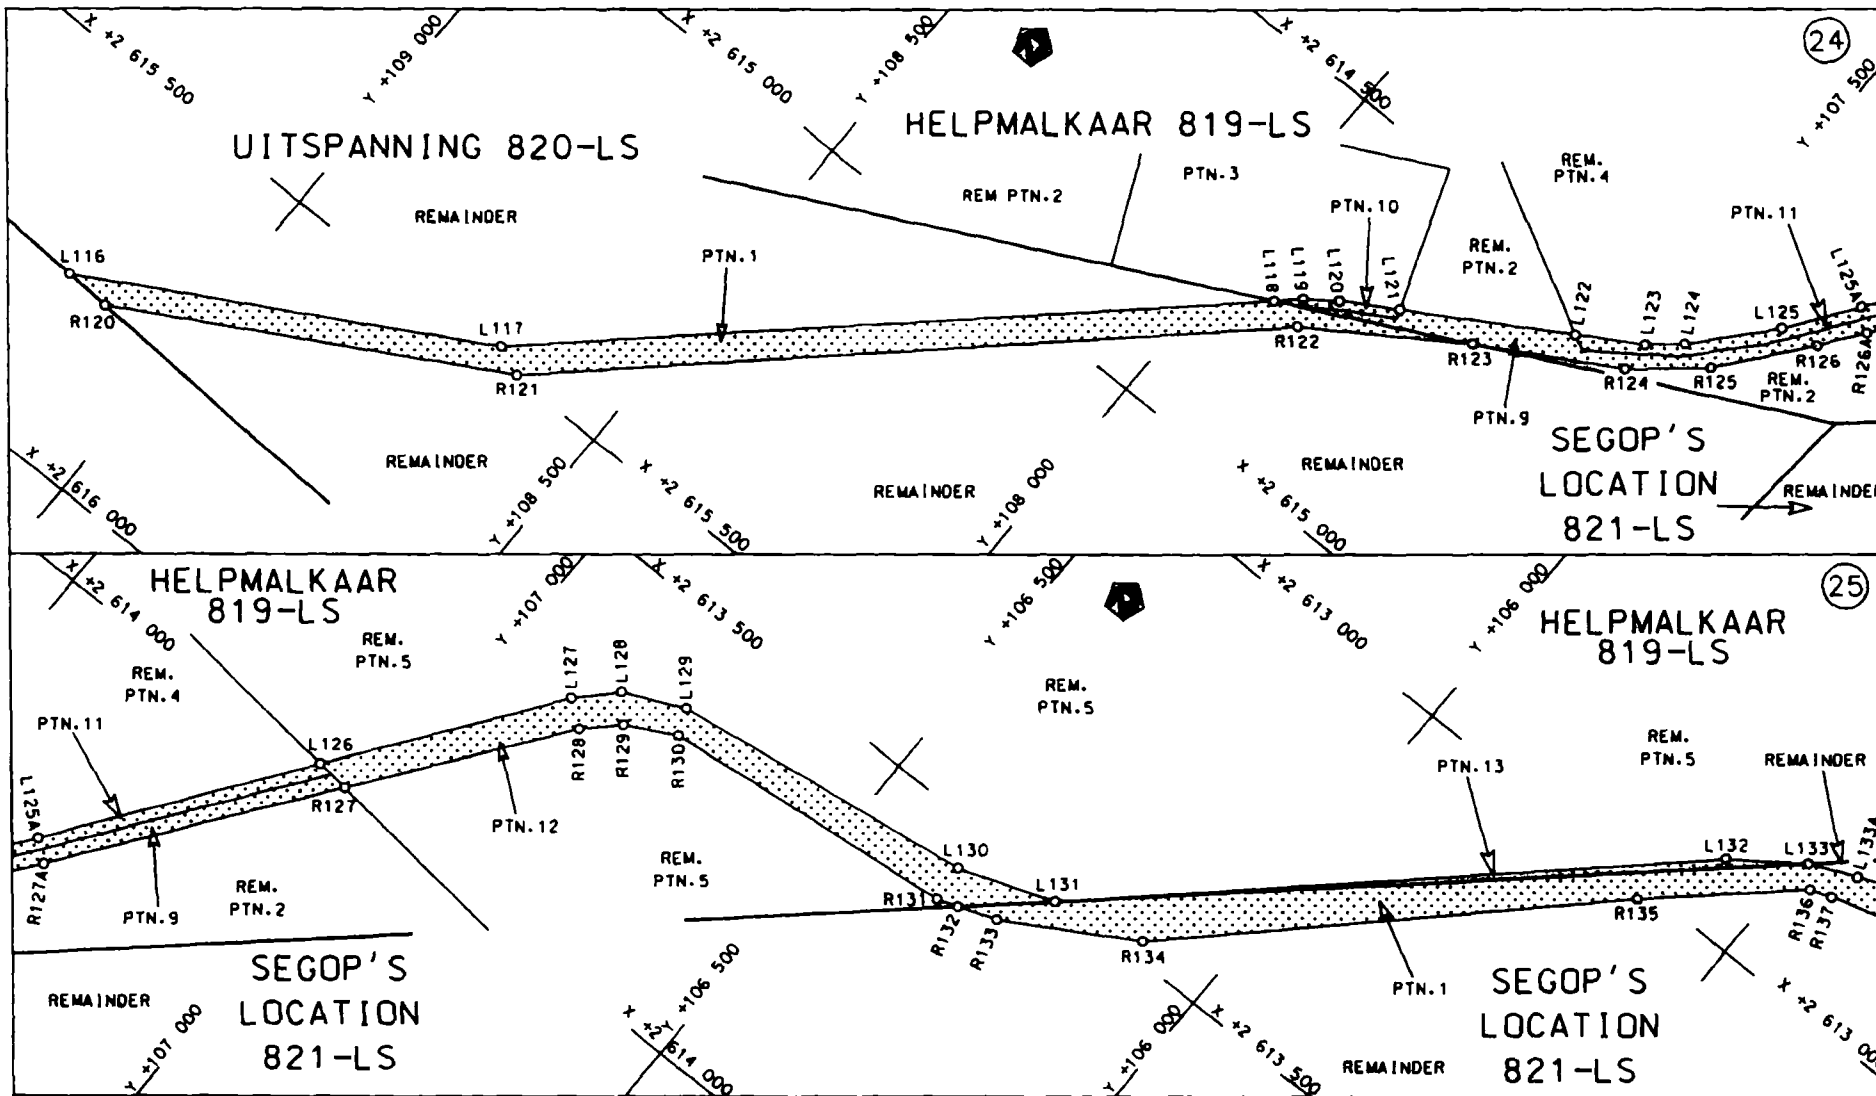 X +2 615 500
Y +109 000
X +2 615 000
Y +108 500
X +2 614 500
Y +107 500
24
UITSPANNING 820-LS
HELPMALKAAR 819-LS
REMAINDER
REM PTN.2
PTN.3
REM.
PTN.4
PTN.10
PTN.11
REM.
PTN.2
PTN.1
L116
R120
L117
R121
L118
L119
L120
L121
L122
L123
L124
L125
L125A
R122
R123
R124
R125
R126
R126A
REM.
PTN.2
PTN.9
REMAINDER
REMAINDER
REMAINDER
SEGOP'S
LOCATION
821-LS
REMAINDER
X +2 616 000
Y +108 500
X +2 615 500
Y +108 000
X +2 615 000
X +2 614 000
HELPMALKAAR
819-LS
Y +107 000
X +2 613 500
Y +106 500
X +2 613 000
Y +106 000
25
HELPMALKAAR
819-LS
REM.
PTN.5
REM.
PTN.4
PTN.11
REM.
PTN.5
REM.
PTN.5
REMAINDER
PTN.13
L125A
L126
L127
L128
L129
L130
L131
L132
L133
L133A
R127A
R127
R128
R129
R130
R131
R132
R133
R134
R135
R136
R137
PTN.9
PTN.12
REM.
PTN.2
REM.
PTN.5
PTN.1
REMAINDER
SEGOP'S
LOCATION
821-LS
SEGOP'S
LOCATION
821-LS
REMAINDER
Y +107 000
X +2 614 000
Y +106 500
Y +106 000
X +2 613 500
X +2 613 00